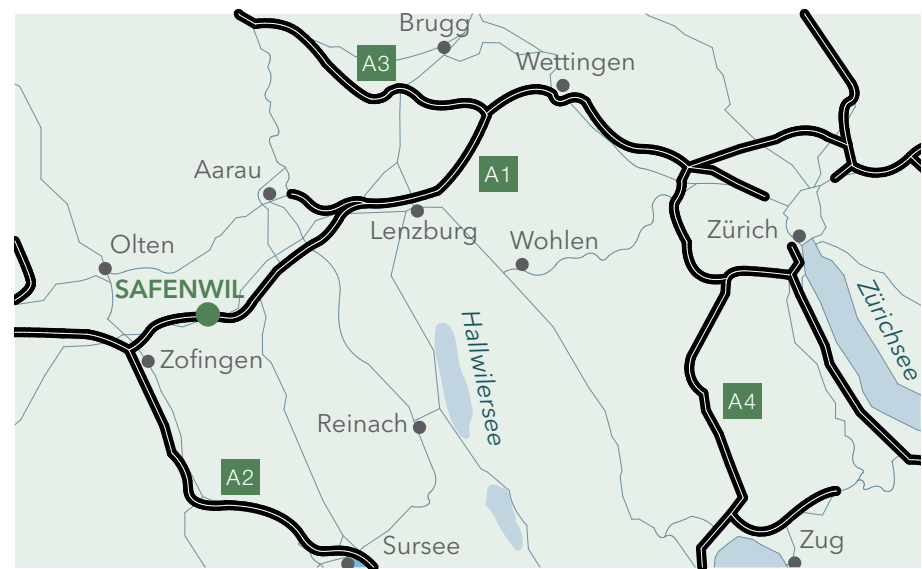 Brugg
A3
Wettingen
Aarau
A1
Lenzburg
Wohlen
Zürich
Olten
SAFENWIL
Zürichsee
Hallwilersee
Zofingen
A4
Reinach
A2
Sursee
Zug